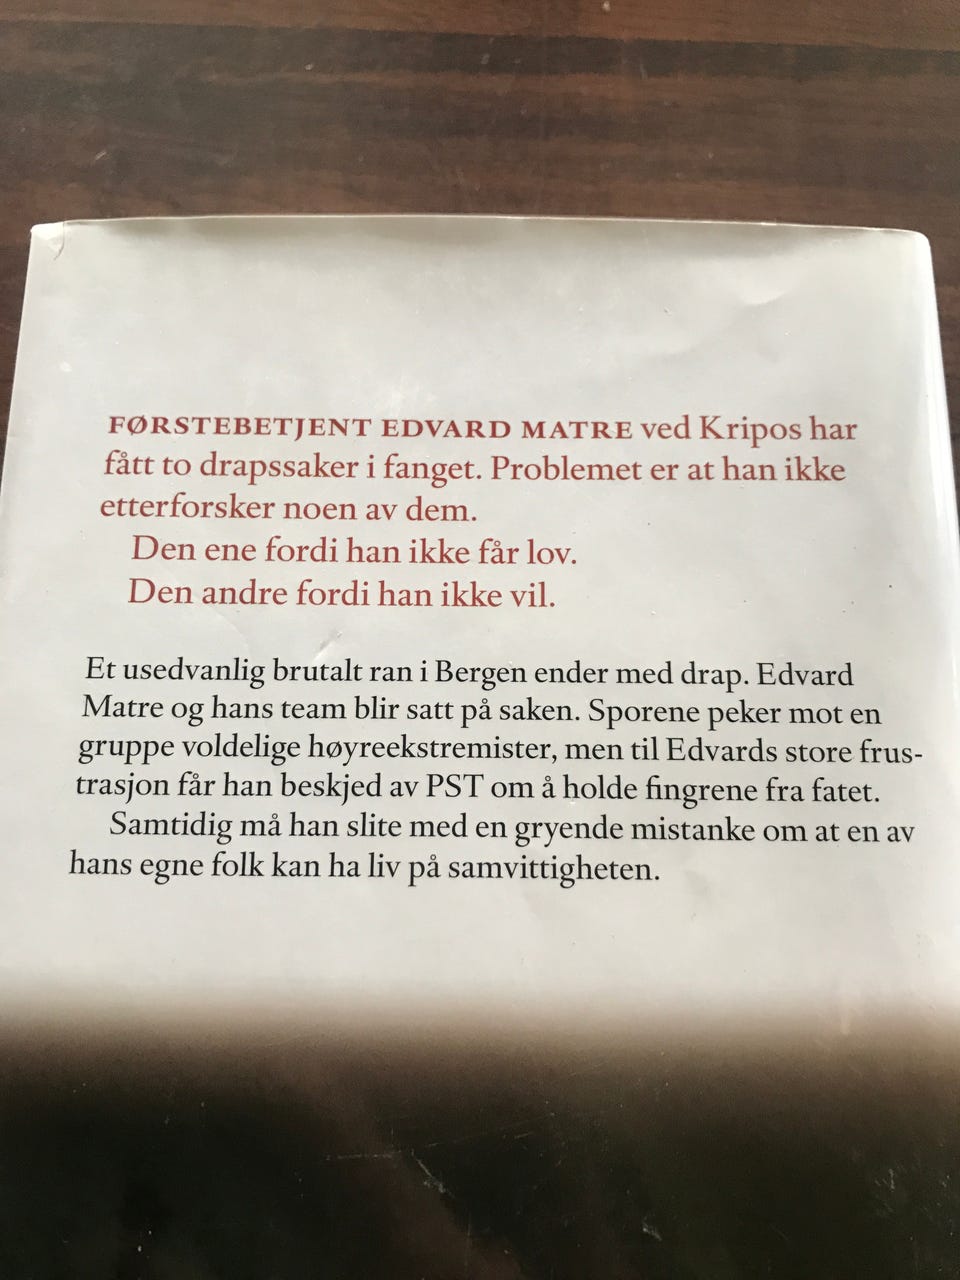 FØRSTEBETJENT EDVARD MATRE ved Kripos har
fått to drapssaker i fanget. Problemet er at han ikke
etterforsker noen av dem.
Den ene fordi han ikke får lov.
Den andre fordi han ikke vil.
Et usedvanlig brutalt ran i Bergen ender med drap. Edvard
Matre og hans team blir satt på saken. Sporene peker mot en
gruppe voldelige høyreekstremister, men til Edvards store frus-
trasjon får han beskjed av PST om å holde fingrene fra fatet.
Samtidig må han slite med en gryende mistanke om at en av
hans egne folk kan ha liv på samvittigheten.